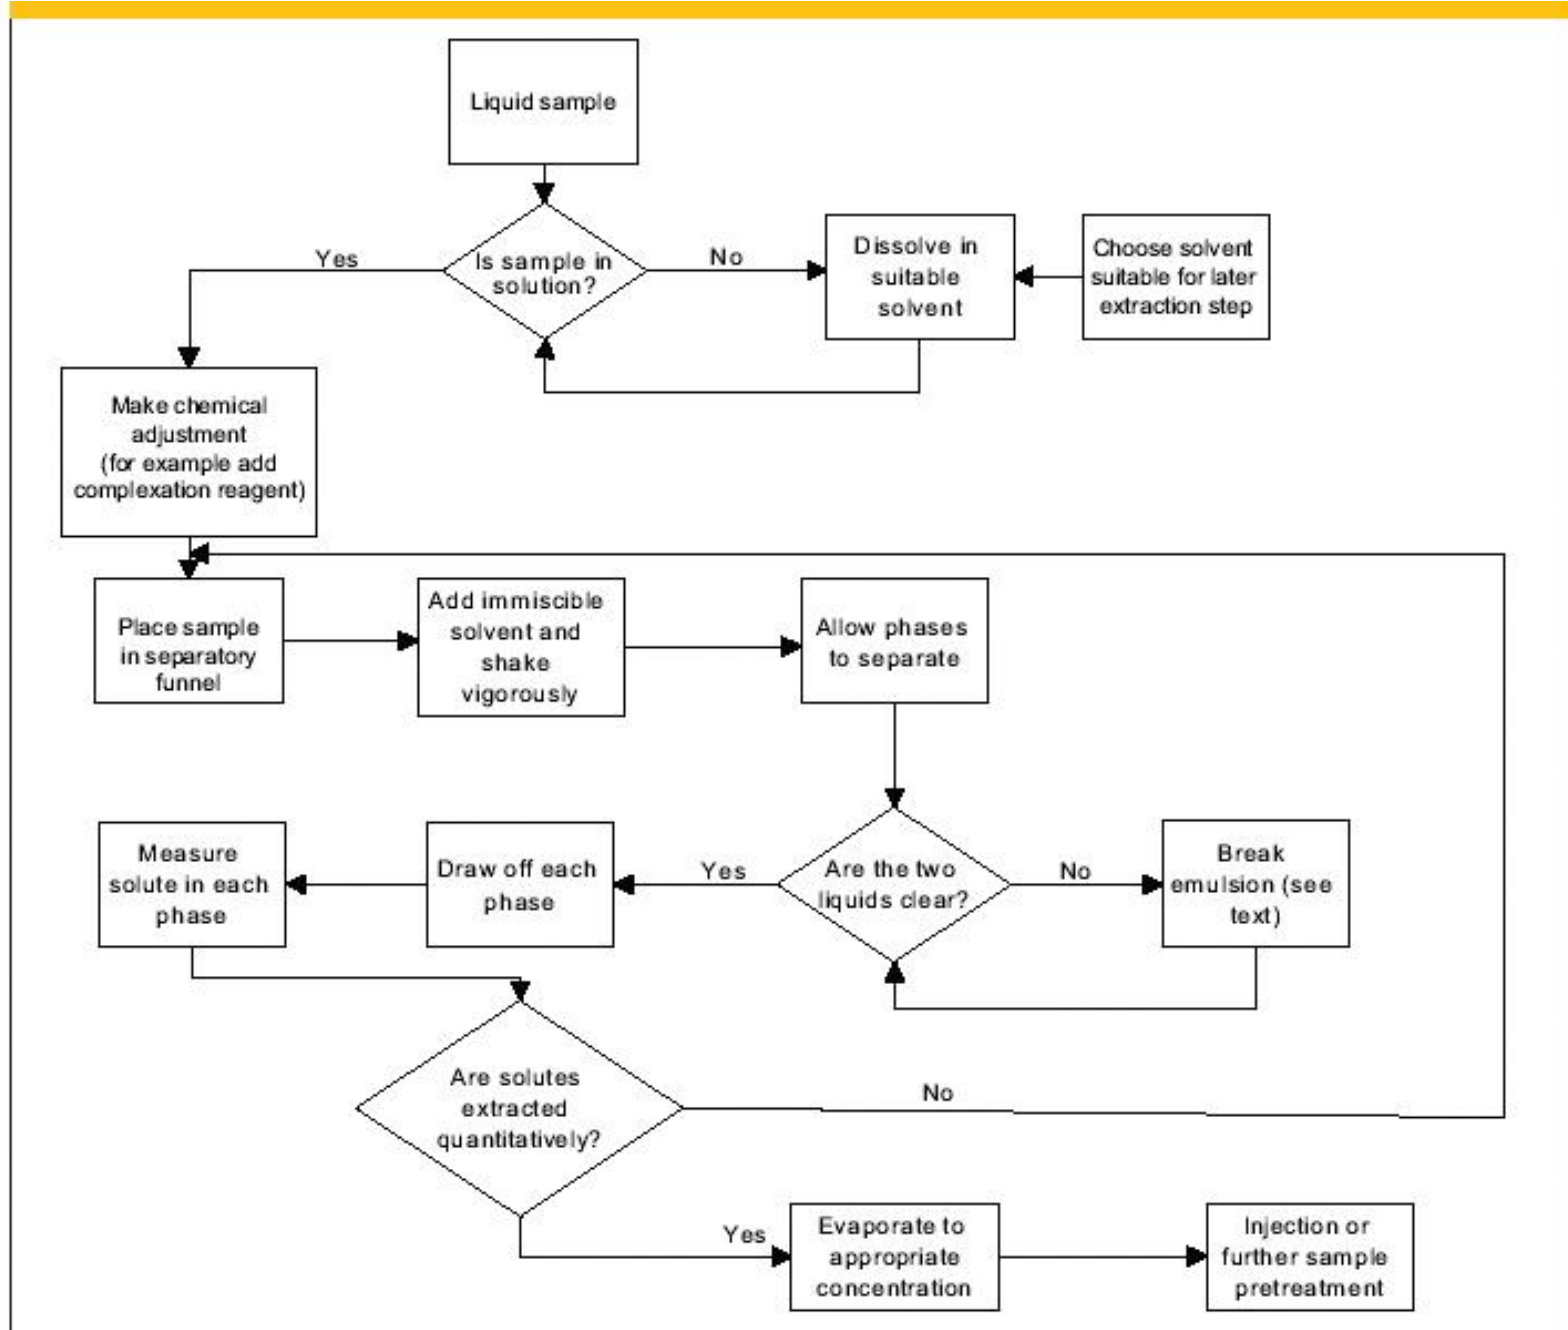 Liquid sample
Is sample in
solution?
Yes
No
Dissolve in
suitable
solvent
Choose solvent
suitable for later
extraction step
Make chemical
adjustment
(for example add
complexation reagent)
Place sample
in separatory
funnel
Add immiscible
solvent and
shake
vigorously
Allow phases
to separate
Are the two
liquids clear?
Yes
No
Break
emulsion (see
text)
Draw off each
phase
Measure
solute in each
phase
Are solutes
extracted
quantitatively?
No
Yes
Evaporate to
appropriate
concentration
Injection or
further sample
pretreatment